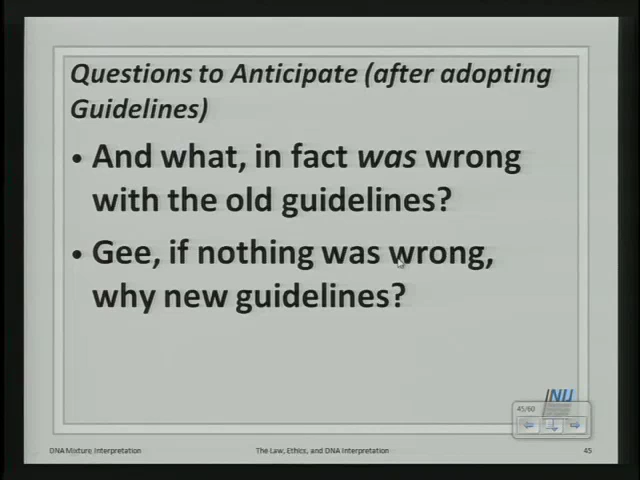 Questions to Anticipate (after adopting
Guidelines)
• And what, in fact was wrong
with the old guidelines?
• Gee, if nothing was wrong,
why new guidelines?
NIJ
45/60
DNA Mixture Interpretation
The Law, Ethics, and DNA Interpretation
45